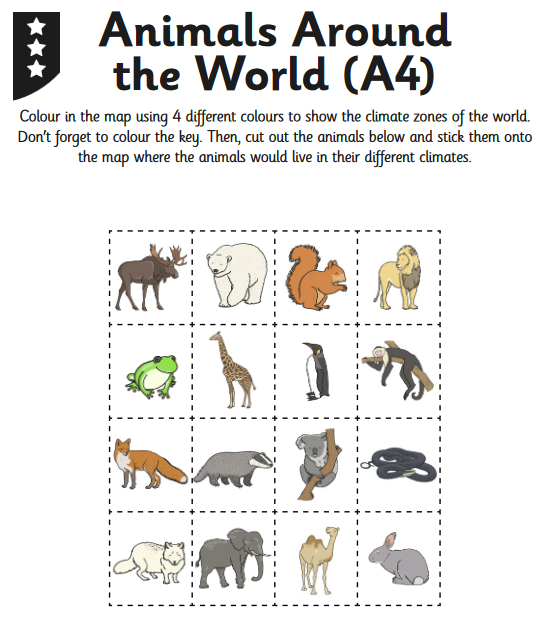 Animals Around
the World (A4)
Colour in the map using 4 different colours to show the climate zones of the world.
Don't forget to colour the key. Then, cut out the animals below and stick them onto
the map where the animals would live in their different climates.